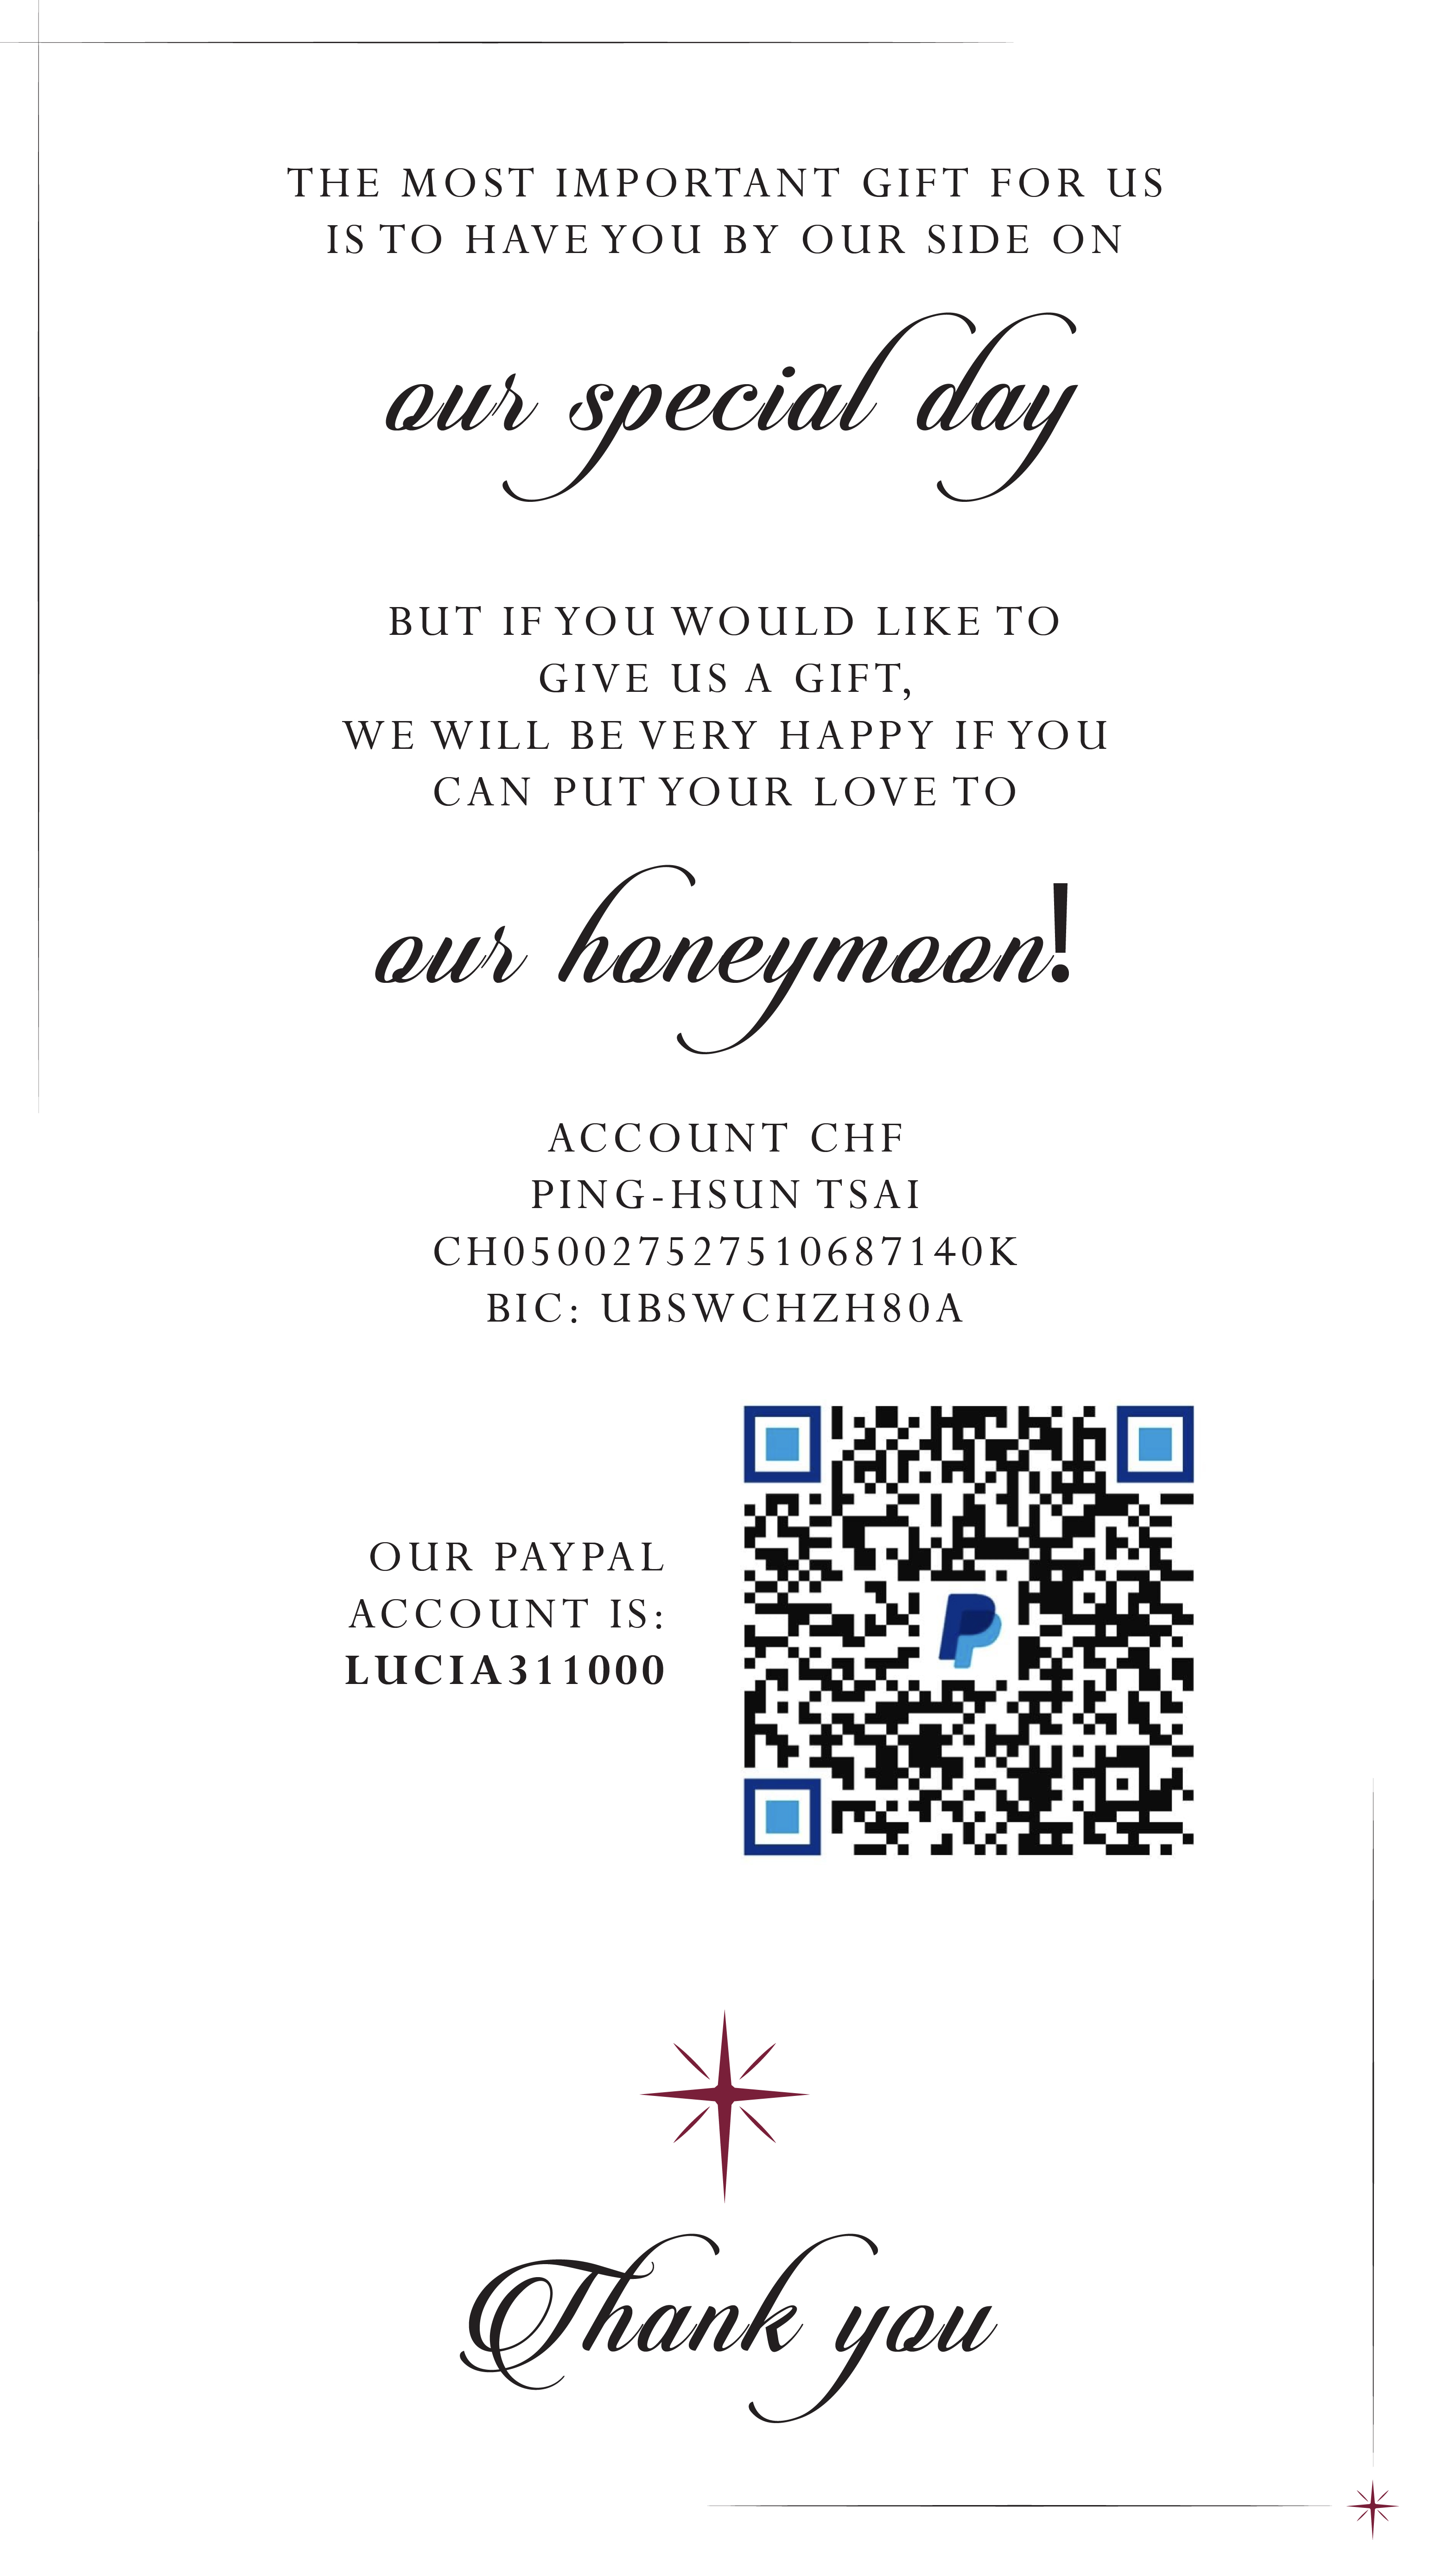 THE MOST IMPORTANT GIFT FOR US
IS TO HAVE YOU BY OUR SIDE ON
our special day
BUT IF YOU WOULD LIKE TO
GIVE US A GIFT,
WE WILL BE VERY HAPPY IF YOU
CAN PUT YOUR LOVE TO
our honeymoon!
ACCOUNT CHF
PING-HSUN TSAI
CH050027527510687140K
BIC: UBSWCHZH80A
OUR PAYPAL
ACCOUNT IS:
LUCIA311000
Thank you